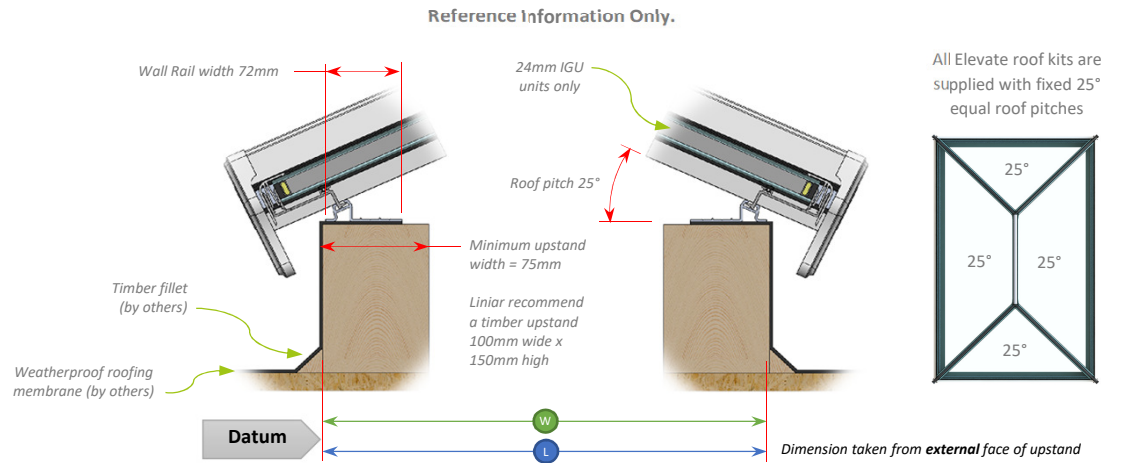 Reference Information Only.
Wall Rail width 72mm
24mm IGU
units only
All Elevate roof kits are
supplied with fixed 25°
equal roof pitches
Roof pitch 25°
25°
25°
25°
25°
Minimum upstand
width = 75mm
Liniar recommend
a timber upstand
100mm wide x
150mm high
Timber fillet
(by others)
Weatherproof roofing
membrane (by others)
Datum
W
L
Dimension taken from external face of upstand